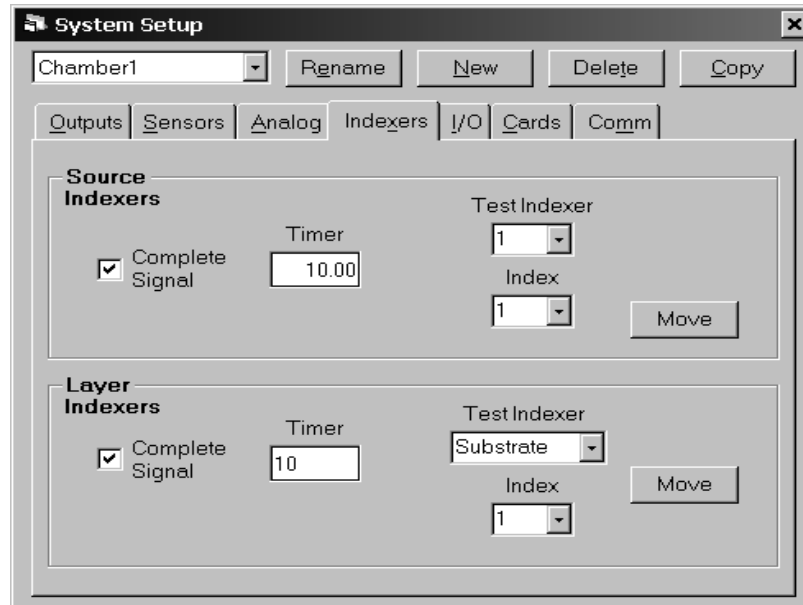 System Setup
Chamber1 Rename New Delete Copy
Outputs Sensors Analog Indexers I/O Cards Comm
Source
Indexers
Complete
Signal
Timer
10.00
Test Indexer
1
Index
1
Move
Layer
Indexers
Complete
Signal
Timer
10
Test Indexer
Substrate
Index
1
Move